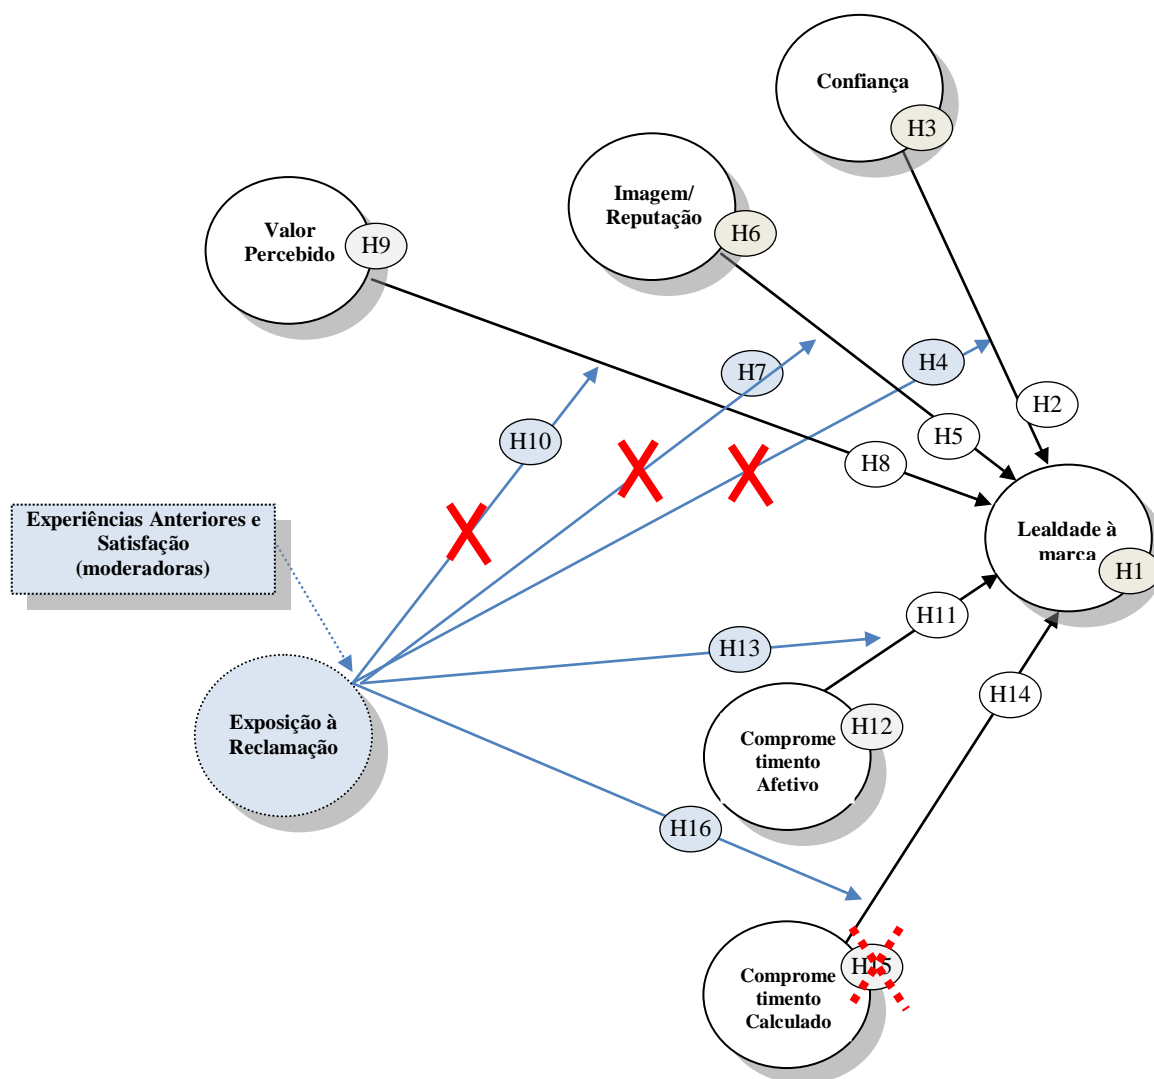 Confiança
H3
Imagem/
Reputação
H6
Valor
Percebido
H9
H7
H4
H2
H10
H5
H8
Experiências Anteriores e
Satisfação
(moderadoras)
Lealdade à
marca
H1
H11
H13
H14
Exposição à
Reclamação
H12
Comprome
timento
Afetivo
H16
H15
Comprome
timento
Calculado